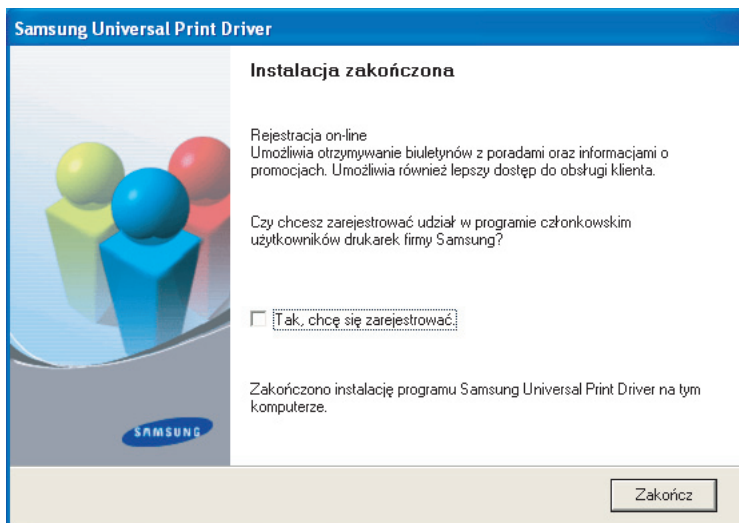 Samsung Universal Print Driver
Instalacja zakończona
Rejestracja on-line
Umożliwia otrzymywanie biuletynów z poradami oraz informacjami o
promocjach. Umożliwia również lepszy dostęp do obsługi klienta.
Czy chcesz zarejestrować udział w programie członkowskim
użytkowników drukarek firmy Samsung?
Tak, chcę się zarejestrować.
Zakończono instalację programu Samsung Universal Print Driver na tym
komputerze.
SAMSUNG
Zakończ